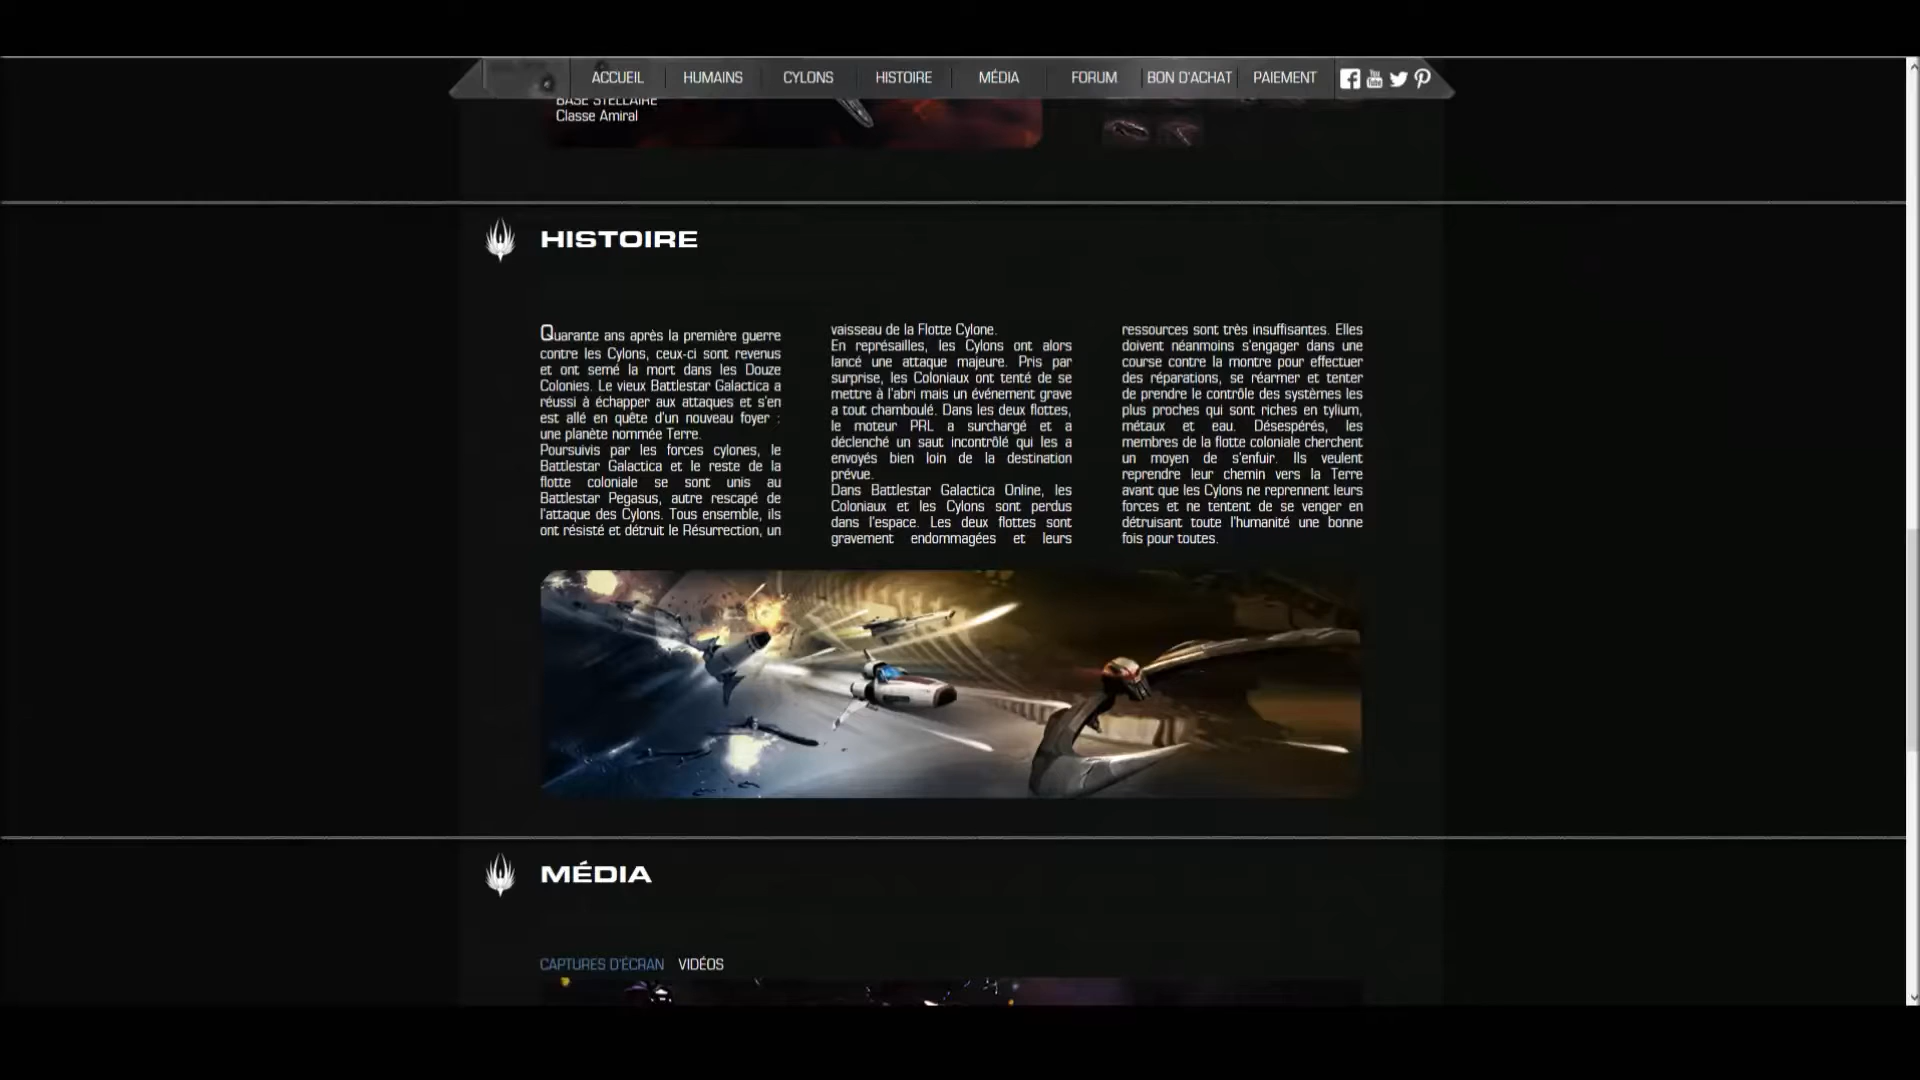 ACCUEIL HUMAINS CYLONS HISTOIRE MÉDIA FORUM BON D'ACHAT PAIEMENT
BASE STELLAIRE
Classe Amiral
HISTOIRE
Quarante ans après la première guerre
contre les Cylons, ceux-ci sont revenus
et ont semé la mort dans les Douze
Colonies. Le vieux Battlestar Galactica a
réussi à échapper aux attaques et s'en
est allé en quête d'un nouveau foyer :
une planète nommée Terre.
Poursuivis par les forces cylones, le
Battlestar Galactica et le reste de la
flotte coloniale se sont unis au
Battlestar Pegasus, autre rescapé de
l'attaque des Cylons. Tous ensemble, ils
ont résisté et détruit le Résurrection, un
vaisseau de la Flotte Cylone.
En représailles, les Cylons ont alors
lancé une attaque majeure. Pris par
surprise, les Coloniaux ont tenté de se
mettre à l'abri mais un événement grave
a tout chamboulé. Dans les deux flottes,
le moteur PRL a surchargé et a
déclenché un saut incontrôlé qui les a
envoyés bien loin de la destination
prévue.
Dans Battlestar Galactica Online, les
Coloniaux et les Cylons sont perdus
dans l'espace. Les deux flottes sont
gravement endommagées et leurs
ressources sont très insuffisantes. Elles
doivent néanmoins s'engager dans une
course contre la montre pour effectuer
des réparations, se réarmer et tenter
de prendre le contrôle des systèmes les
plus proches qui sont riches en tylium,
métaux et eau. Désespérés, les
membres de la flotte coloniale cherchent
un moyen de s'enfuir. Ils veulent
reprendre leur chemin vers la Terre
avant que les Cylons ne reprennent leurs
forces et ne tentent de se venger en
détruisant toute l'humanité une bonne
fois pour toutes.
MÉDIA
CAPTURES D'ÉCRAN VIDÉOS